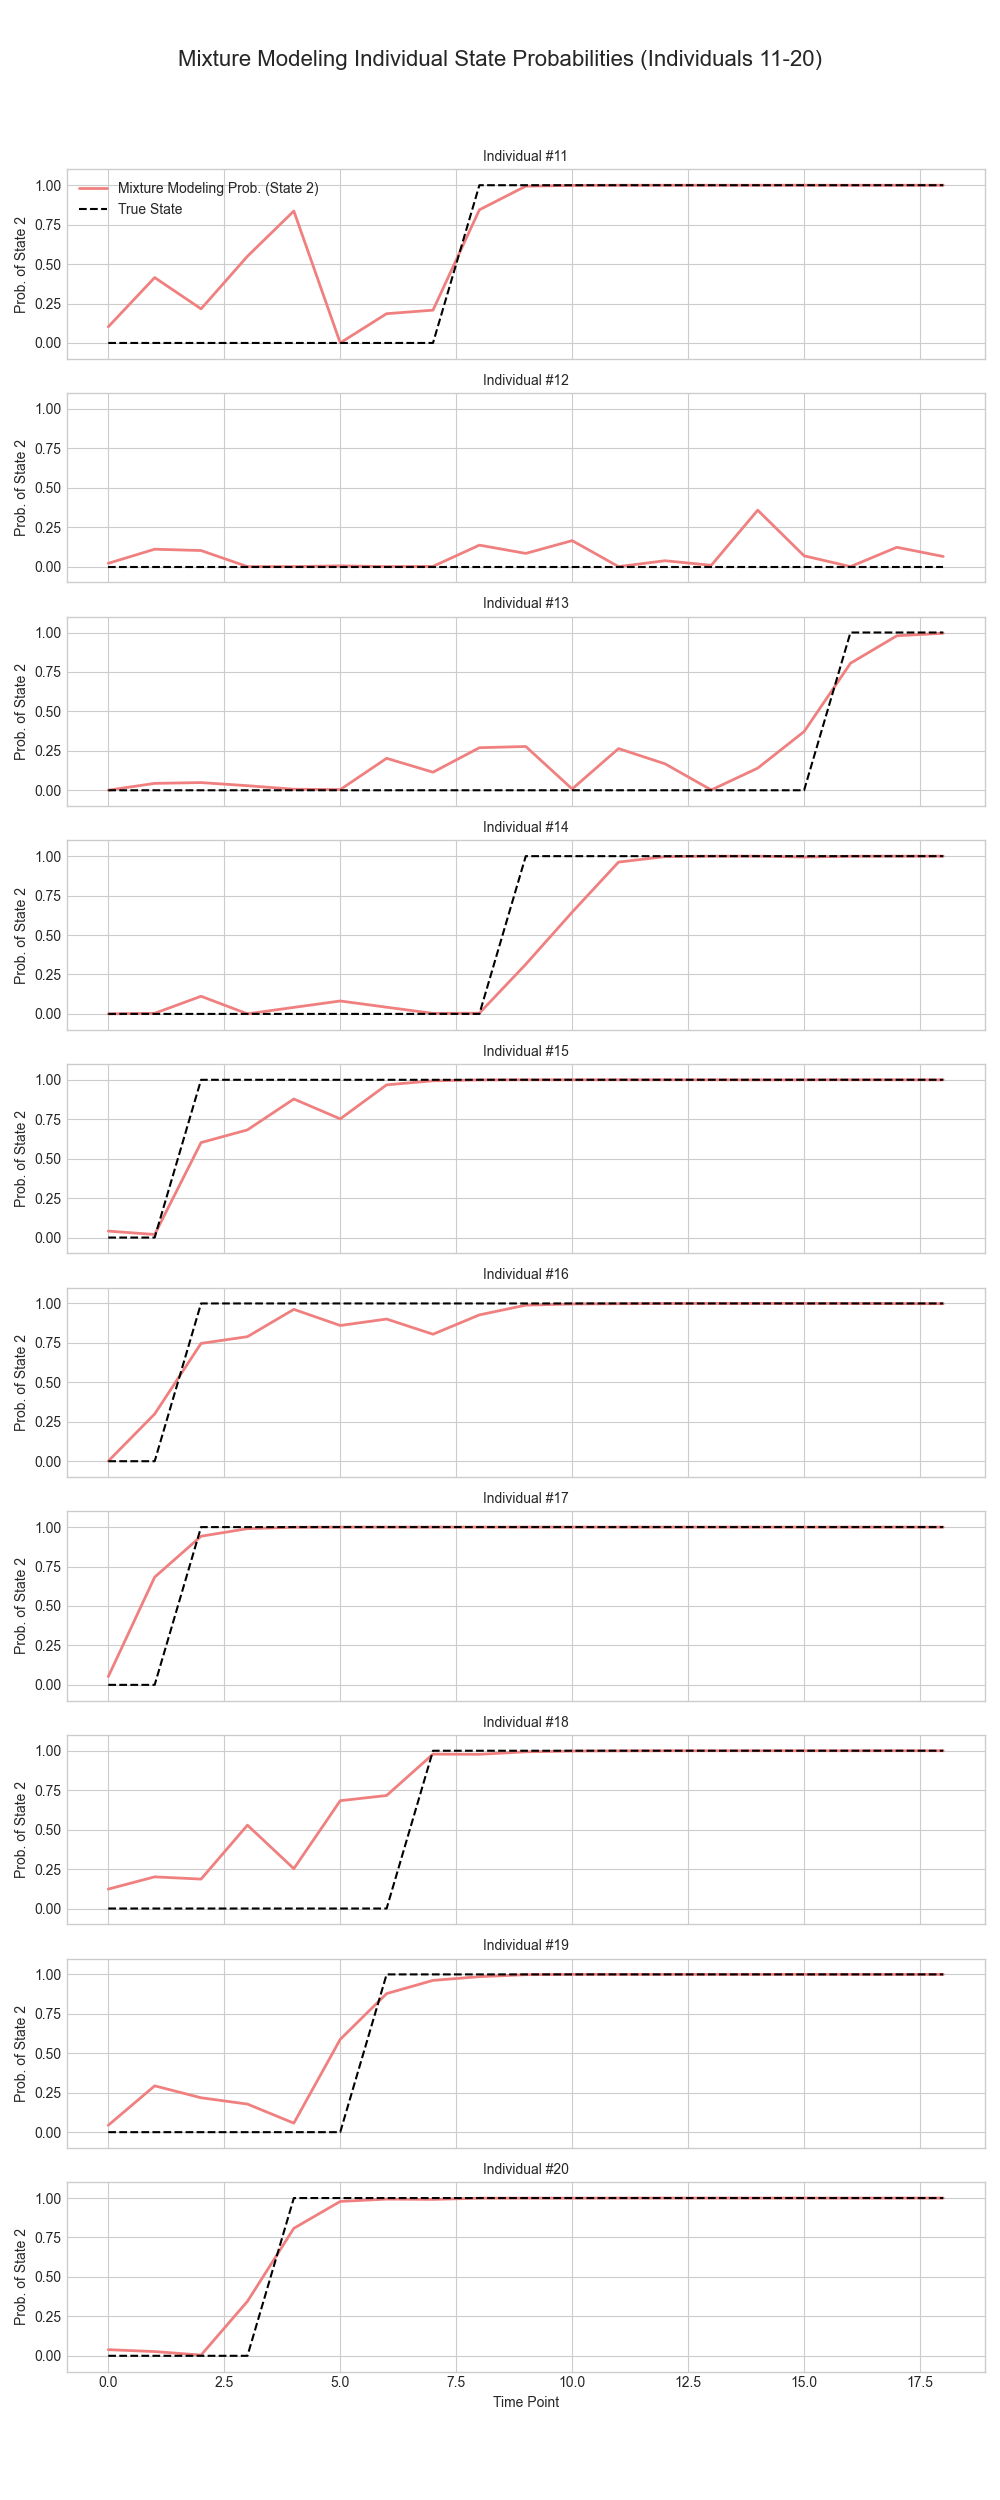 Mixture Modeling Individual State Probabilities (Individuals 11-20)
Individual #11
Mixture Modeling Prob. (State 2)
True State
Prob. of State 2
1.00
0.75
0.50
0.25
0.00
Individual #12
Prob. of State 2
1.00
0.75
0.50
0.25
0.00
Individual #13
Prob. of State 2
1.00
0.75
0.50
0.25
0.00
Individual #14
Prob. of State 2
1.00
0.75
0.50
0.25
0.00
Individual #15
Prob. of State 2
1.00
0.75
0.50
0.25
0.00
Individual #16
Prob. of State 2
1.00
0.75
0.50
0.25
0.00
Individual #17
Prob. of State 2
1.00
0.75
0.50
0.25
0.00
Individual #18
Prob. of State 2
1.00
0.75
0.50
0.25
0.00
Individual #19
Prob. of State 2
1.00
0.75
0.50
0.25
0.00
Individual #20
Prob. of State 2
1.00
0.75
0.50
0.25
0.00
0.0 2.5 5.0 7.5 10.0 12.5 15.0 17.5
Time Point